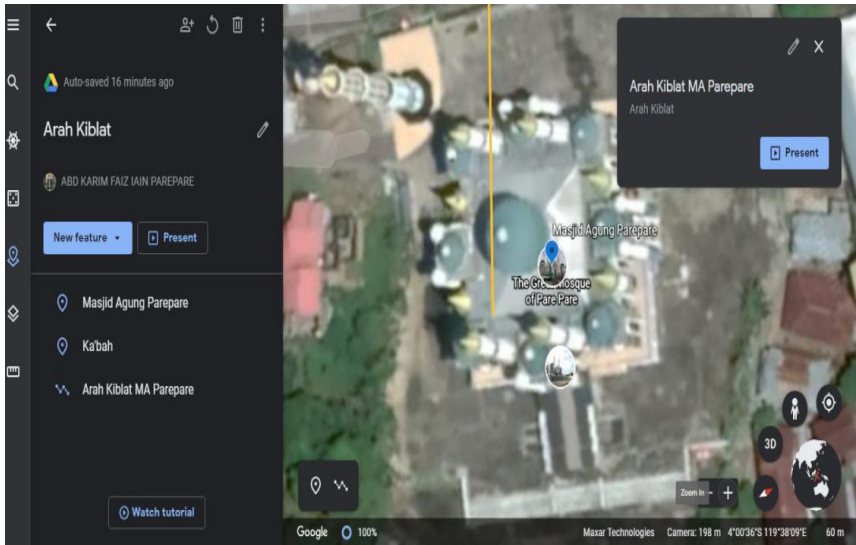 Auto-saved 16 minutes ago
Arah Kiblat
ABD KARIM FAIZ IAIN PAREPARE
New feature
Present
Masjid Agung Parepare
Ka'bah
Arah Kiblat MA Parepare
Watch tutorial
Arah Kiblat MA Parepare
Arah Kiblat
Present
Masjid Agung Parepare
The Great Mosque
of Pare Pare
3D
Zoom In
Google
100%
Maxar Technologies
Camera: 198 m
4°00'36"S 119°38'09"E
60 m